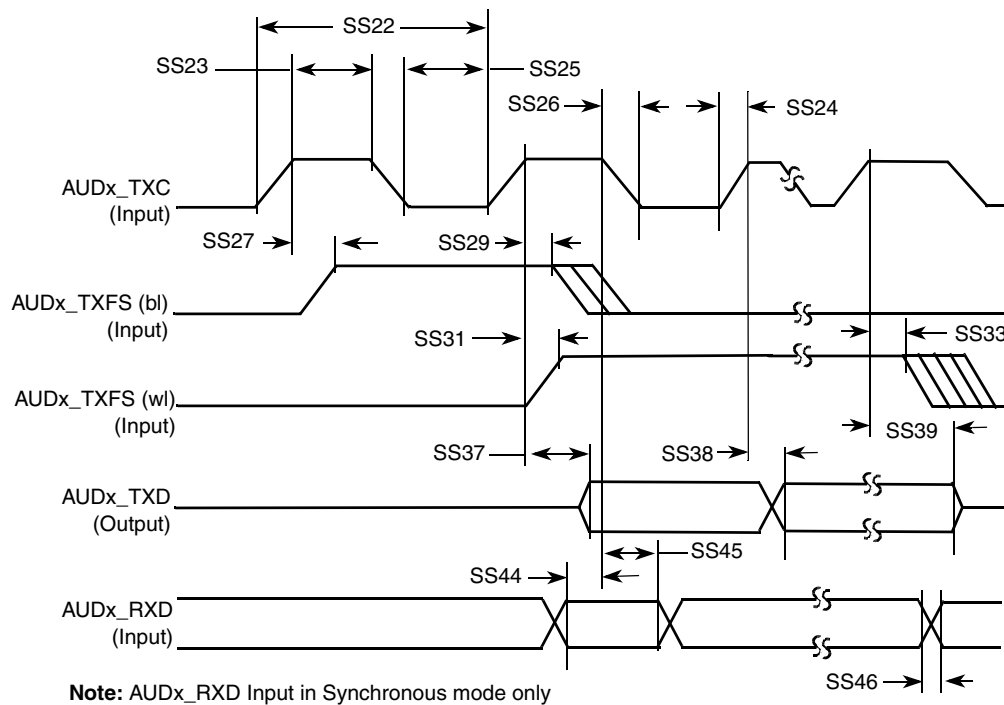 SS22
SS23
SS25
SS26
SS24
AUDx_TXC
(Input)
SS27
SS29
AUDx_TXFS (bl)
(Input)
SS31
SS33
AUDx_TXFS (wl)
(Input)
SS39
SS37
SS38
AUDx_TXD
(Output)
SS45
SS44
AUDx_RXD
(Input)
SS46
Note: AUDx_RXD Input in Synchronous mode only